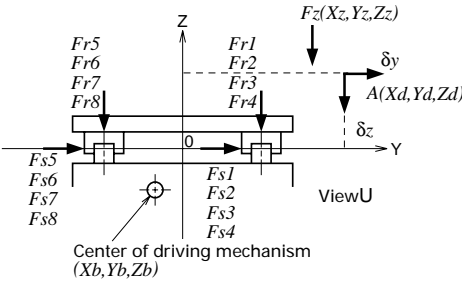 Z
Fz(Xz,Yz,Zz)
Fr5
Fr6
Fr7
Fr8
Fr1
Fr2
Fr3
Fr4
δy
A(Xd,Yd,Zd)
δz
0
Y
Fs5
Fs6
Fs7
Fs8
Fs1
Fs2
Fs3
Fs4
ViewU
Center of driving mechanism
(Xb,Yb,Zb)